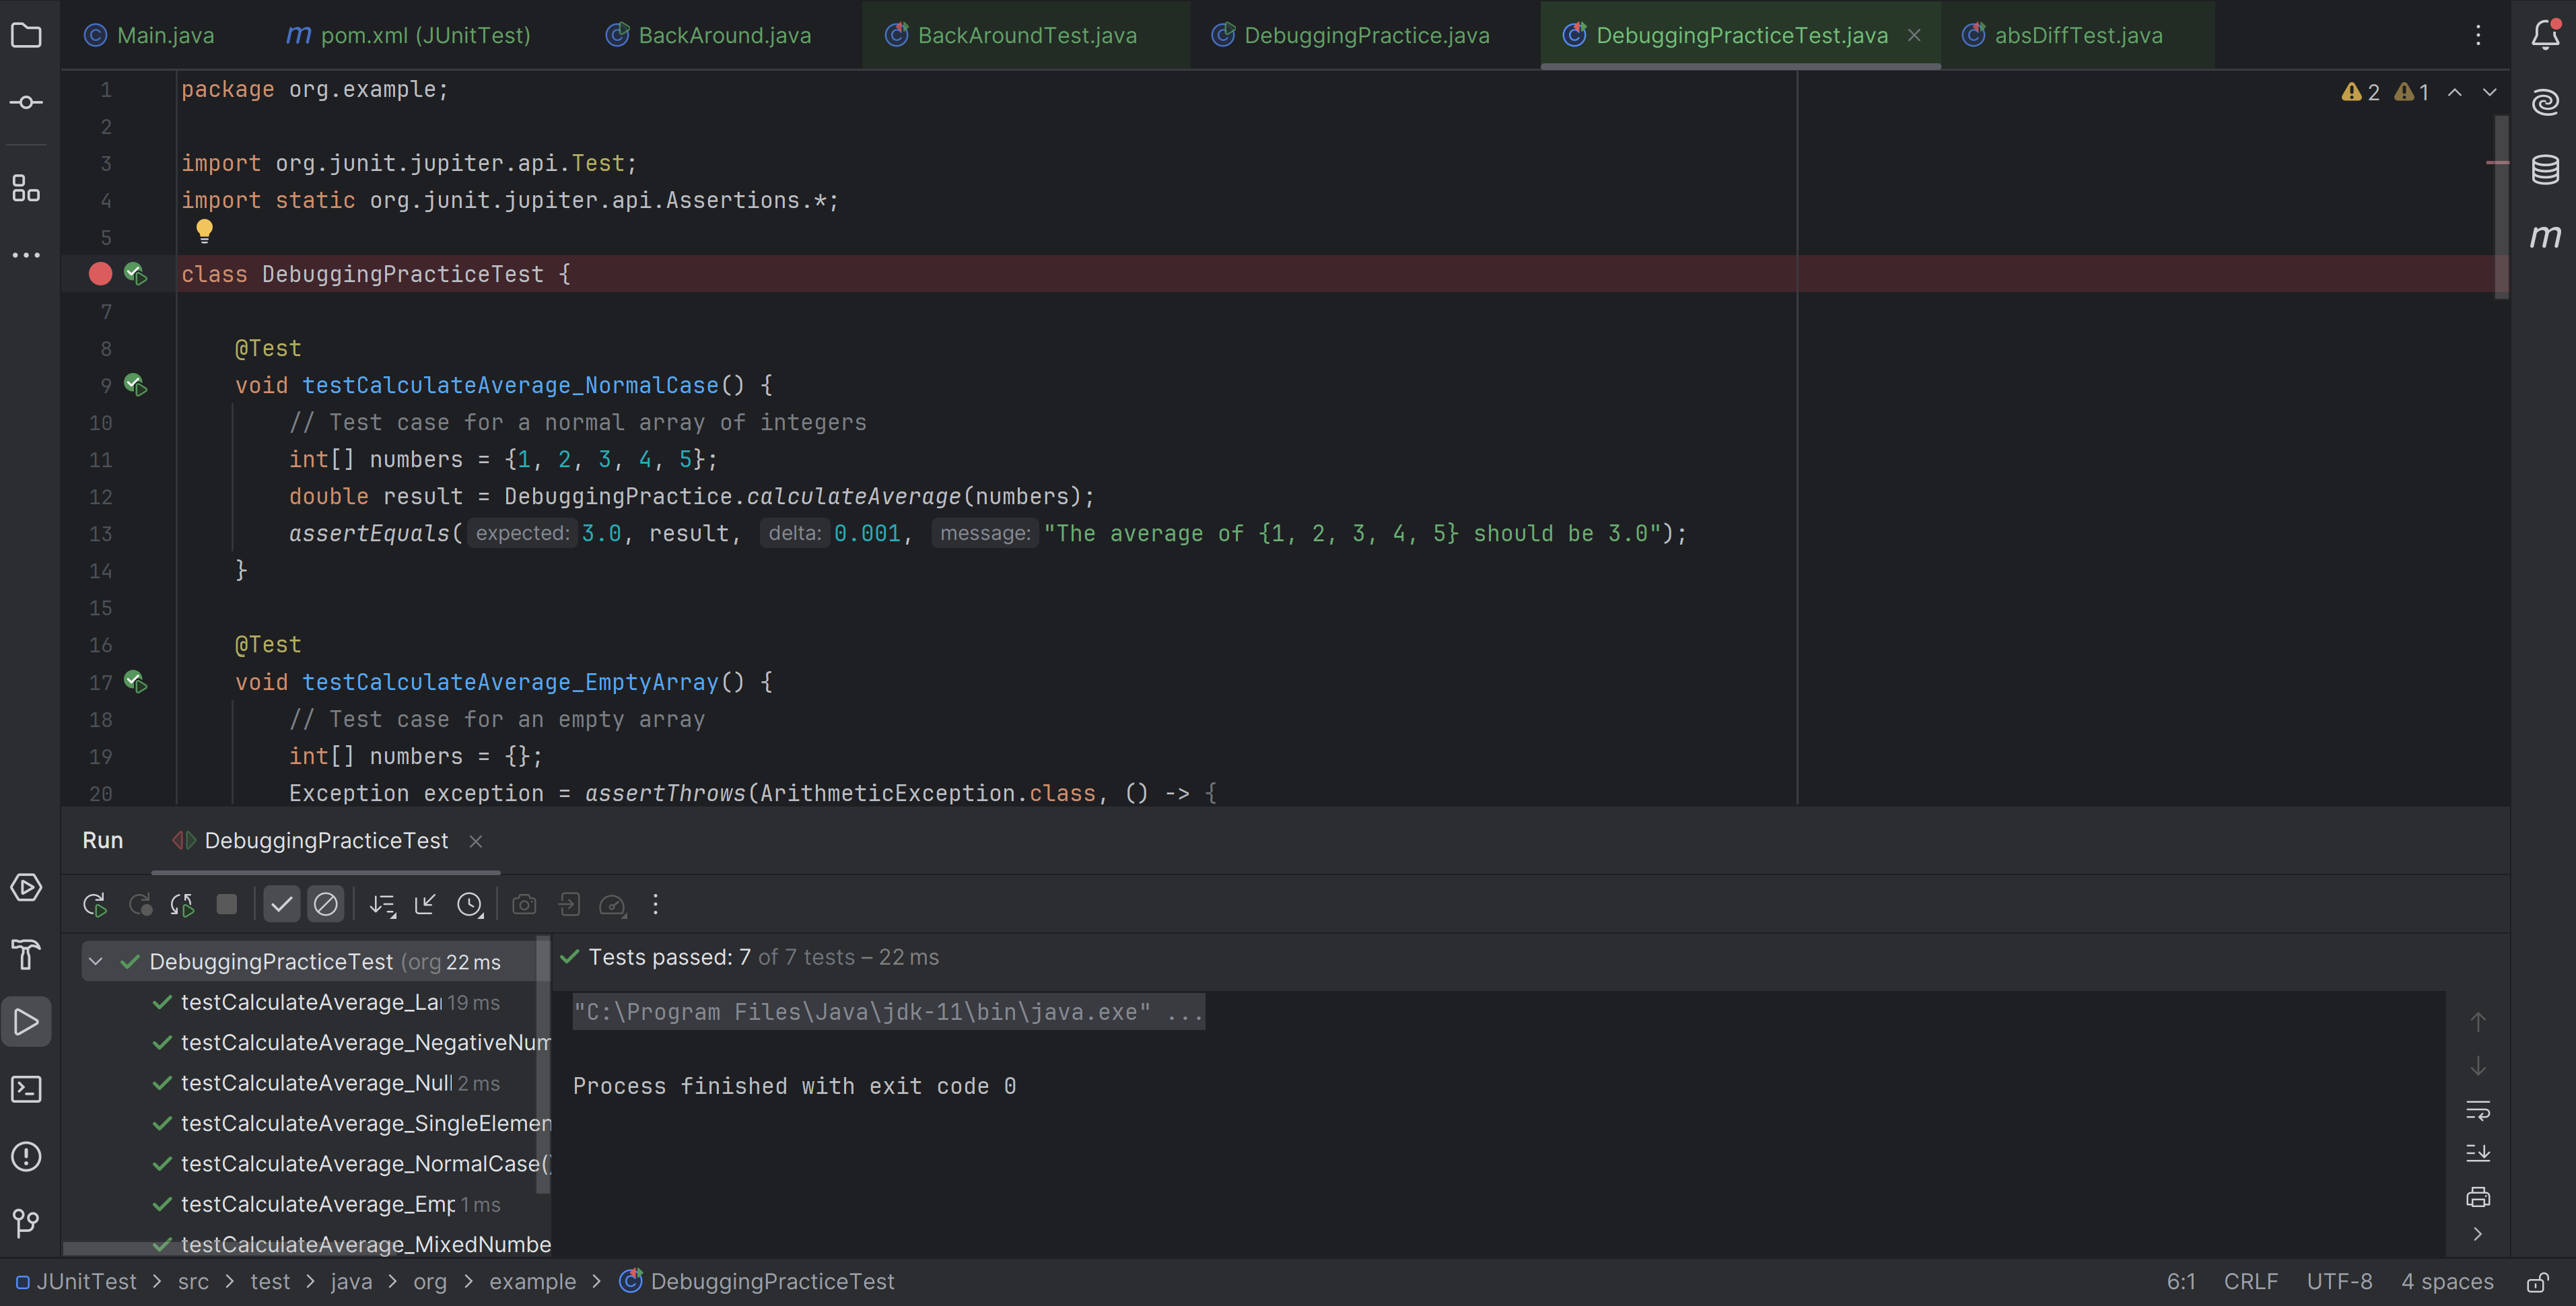 Main.java
m pom.xml (JUnitTest)
BackAround.java
BackAroundTest.java
DebuggingPractice.java
DebuggingPracticeTest.java
absDiffTest.java
2 1
1 package org.example;
2
3 import org.junit.jupiter.api.Test;
4 import static org.junit.jupiter.api.Assertions.*;
5
class DebuggingPracticeTest {
7
8 @Test
9 void testCalculateAverage_NormalCase() {
10 // Test case for a normal array of integers
11 int[] numbers = {1, 2, 3, 4, 5};
12 double result = DebuggingPractice.calculateAverage(numbers);
13 assertEquals( expected: 3.0, result, delta: 0.001, message: "The average of {1, 2, 3, 4, 5} should be 3.0");
14 }
15
16 @Test
17 void testCalculateAverage_EmptyArray() {
18 // Test case for an empty array
19 int[] numbers = {};
20 Exception exception = assertThrows(ArithmeticException.class, () -> {
Run DebuggingPracticeTest
DebuggingPracticeTest (org 22 ms
testCalculateAverage_La 19 ms
testCalculateAverage_NegativeNum
testCalculateAverage_Null 2 ms
testCalculateAverage_SingleElemen
testCalculateAverage_NormalCase(
testCalculateAverage_Emp 1 ms
testCalculateAverage_MixedNumbe
Tests passed: 7 of 7 tests – 22 ms
"C:\Program Files\Java\jdk-11\bin\java.exe" ...
Process finished with exit code 0
JUnitTest > src > test > java > org > example > DebuggingPracticeTest
6:1 CRLF UTF-8 4 spaces